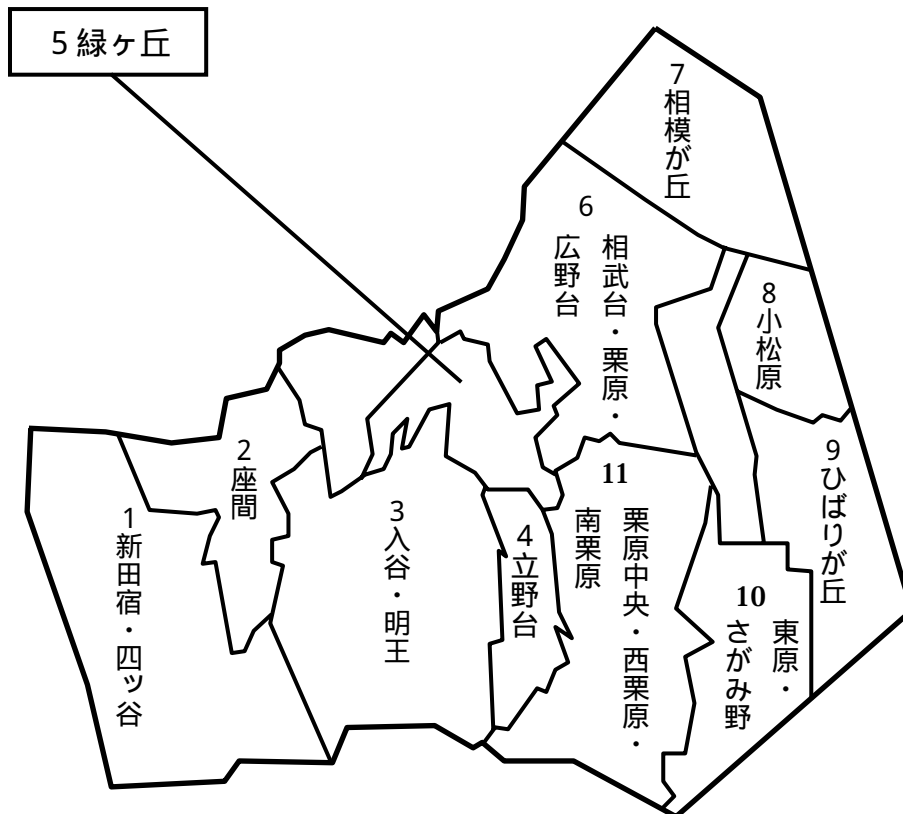 5 緑ヶ丘
7
相模が丘
6
相武台・栗原・
広野台
8
小松原
9
ひばりが丘
2
座間
11
栗原中央・西栗原・
南栗原
3
入谷・明王
1
新田宿・四ッ谷
4
立野台
10
東原・
さがみ野